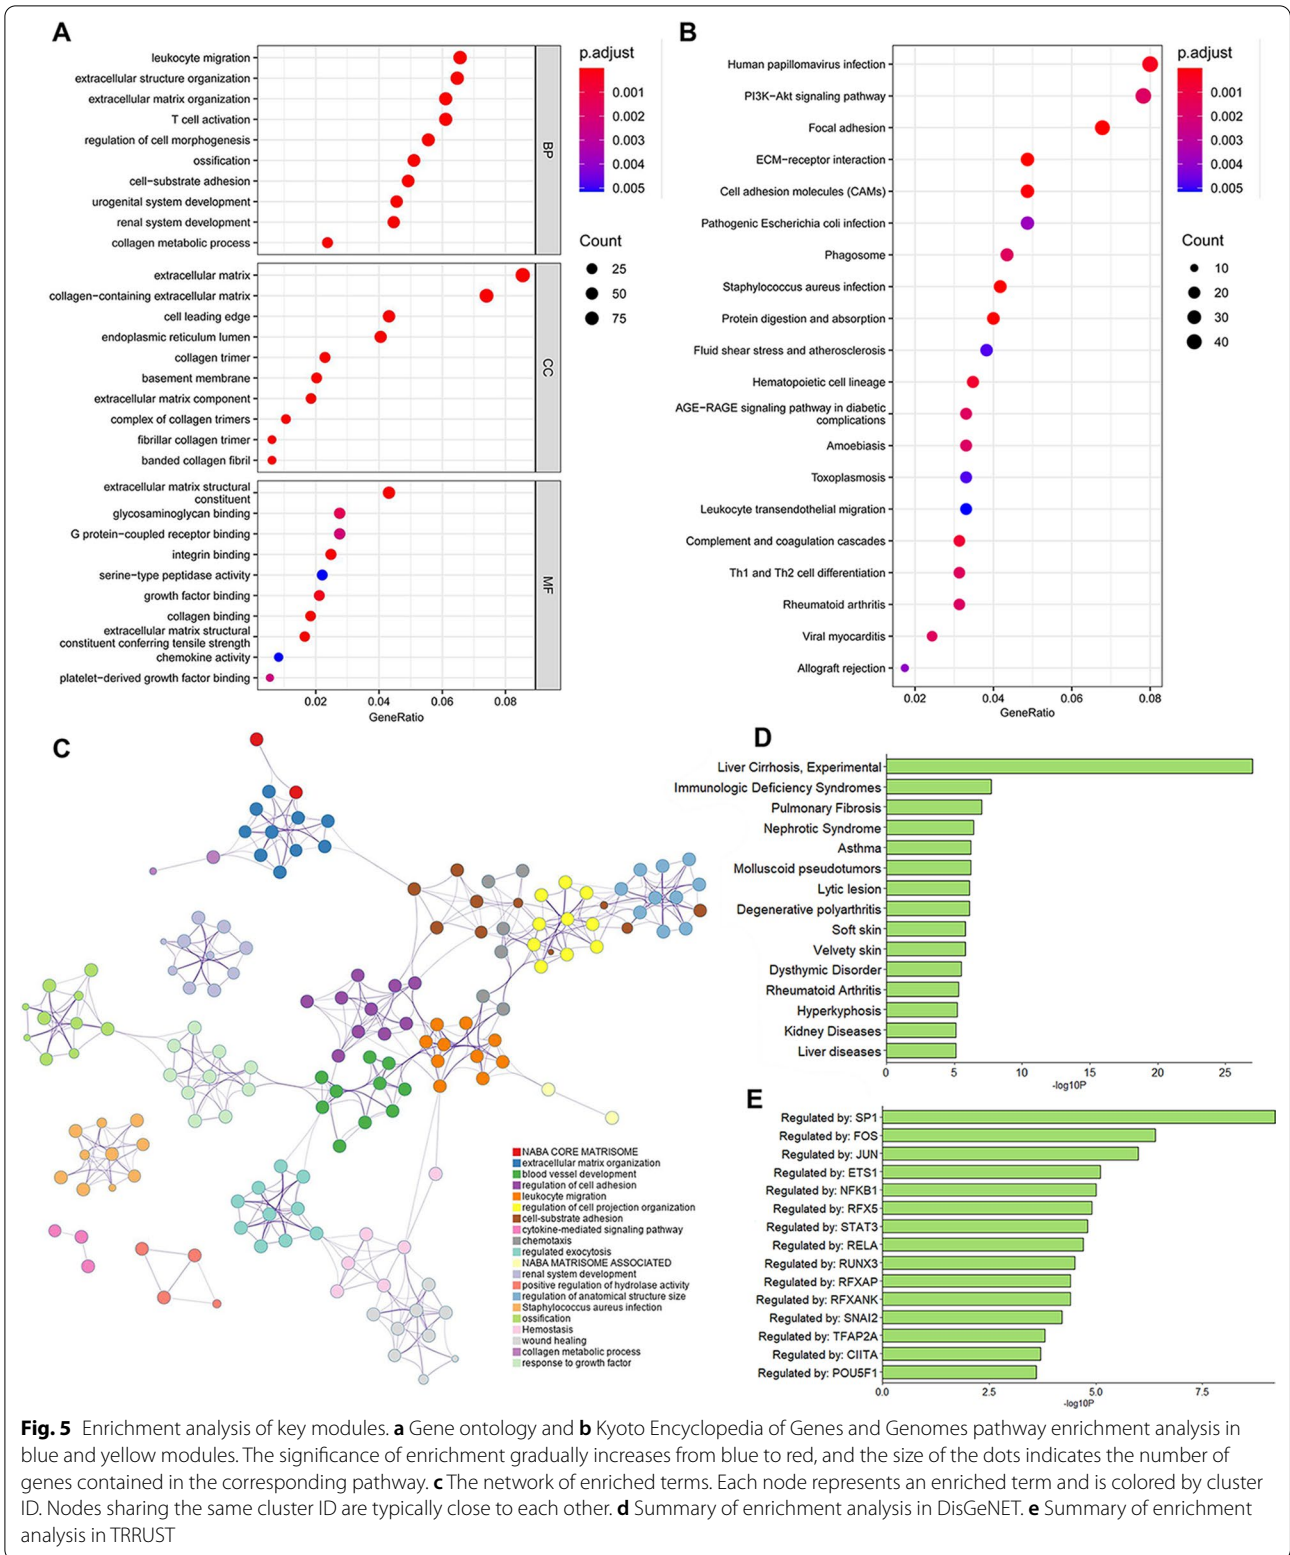 A
leukocyte migration
extracellular structure organization
extracellular matrix organization
T cell activation
regulation of cell morphogenesis
ossification
cell−substrate adhesion
urogenital system development
renal system development
collagen metabolic process
BP
extracellular matrix
collagen−containing extracellular matrix
cell leading edge
endoplasmic reticulum lumen
collagen trimer
basement membrane
extracellular matrix component
complex of collagen trimers
fibrillar collagen trimer
banded collagen fibril
CC
extracellular matrix structural
constituent
glycosaminoglycan binding
G protein−coupled receptor binding
integrin binding
serine−type peptidase activity
growth factor binding
collagen binding
extracellular matrix structural
constituent conferring tensile strength
chemokine activity
platelet−derived growth factor binding
MF
0.02 0.04 0.06 0.08
GeneRatio
p.adjust
0.001
0.002
0.003
0.004
0.005
Count
25
50
75
B
Human papillomavirus infection
PI3K−Akt signaling pathway
Focal adhesion
ECM−receptor interaction
Cell adhesion molecules (CAMs)
Pathogenic Escherichia coli infection
Phagosome
Staphylococcus aureus infection
Protein digestion and absorption
Fluid shear stress and atherosclerosis
Hematopoietic cell lineage
AGE−RAGE signaling pathway in diabetic
complications
Amoebiasis
Toxoplasmosis
Leukocyte transendothelial migration
Complement and coagulation cascades
Th1 and Th2 cell differentiation
Rheumatoid arthritis
Viral myocarditis
Allograft rejection
0.02 0.04 0.06 0.08
GeneRatio
p.adjust
0.001
0.002
0.003
0.004
0.005
Count
10
20
30
40
C
NABA CORE MATRISOME
extracellular matrix organization
blood vessel development
regulation of cell adhesion
leukocyte migration
regulation of cell projection organization
cell-substrate adhesion
cytokine-mediated signaling pathway
chemotaxis
regulated exocytosis
NABA MATRISOME ASSOCIATED
renal system development
positive regulation of hydrolase activity
regulation of anatomical structure size
Staphylococcus aureus infection
ossification
Hemostasis
wound healing
collagen metabolic process
response to growth factor
D
Liver Cirrhosis, Experimental
Immunologic Deficiency Syndromes
Pulmonary Fibrosis
Nephrotic Syndrome
Asthma
Molluscoid pseudotumors
Lytic lesion
Degenerative polyarthritis
Soft skin
Velvety skin
Dysthymic Disorder
Rheumatoid Arthritis
Hyperkyphosis
Kidney Diseases
Liver diseases
0 5 10 15 20 25
-log10P
E
Regulated by: SP1
Regulated by: FOS
Regulated by: JUN
Regulated by: ETS1
Regulated by: NFKB1
Regulated by: RFX5
Regulated by: STAT3
Regulated by: RELA
Regulated by: RUNX3
Regulated by: RFXAP
Regulated by: RFXANK
Regulated by: SNAI2
Regulated by: TFAP2A
Regulated by: CIITA
Regulated by: POU5F1
0.0 2.5 5.0 7.5
-log10P
Fig. 5 Enrichment analysis of key modules. a Gene ontology and b Kyoto Encyclopedia of Genes and Genomes pathway enrichment analysis in
blue and yellow modules. The significance of enrichment gradually increases from blue to red, and the size of the dots indicates the number of
genes contained in the corresponding pathway. c The network of enriched terms. Each node represents an enriched term and is colored by cluster
ID. Nodes sharing the same cluster ID are typically close to each other. d Summary of enrichment analysis in DisGeNET. e Summary of enrichment
analysis in TRRUST